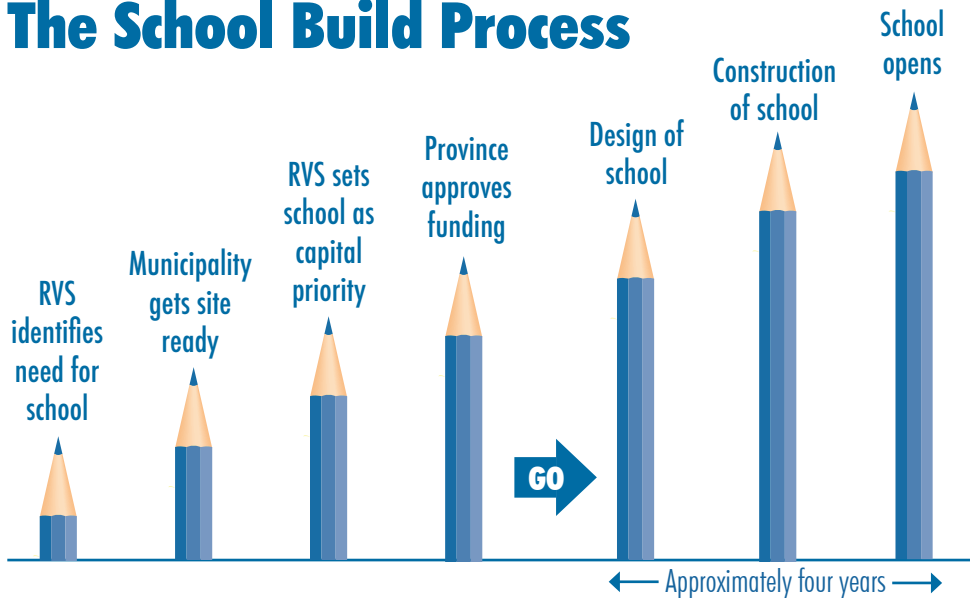 The School Build Process
RVS
identifies
need for
school
Municipality
gets site
ready
RVS sets
school as
capital
priority
Province
approves
funding
GO
Design of
school
Construction
of school
School
opens
Approximately four years